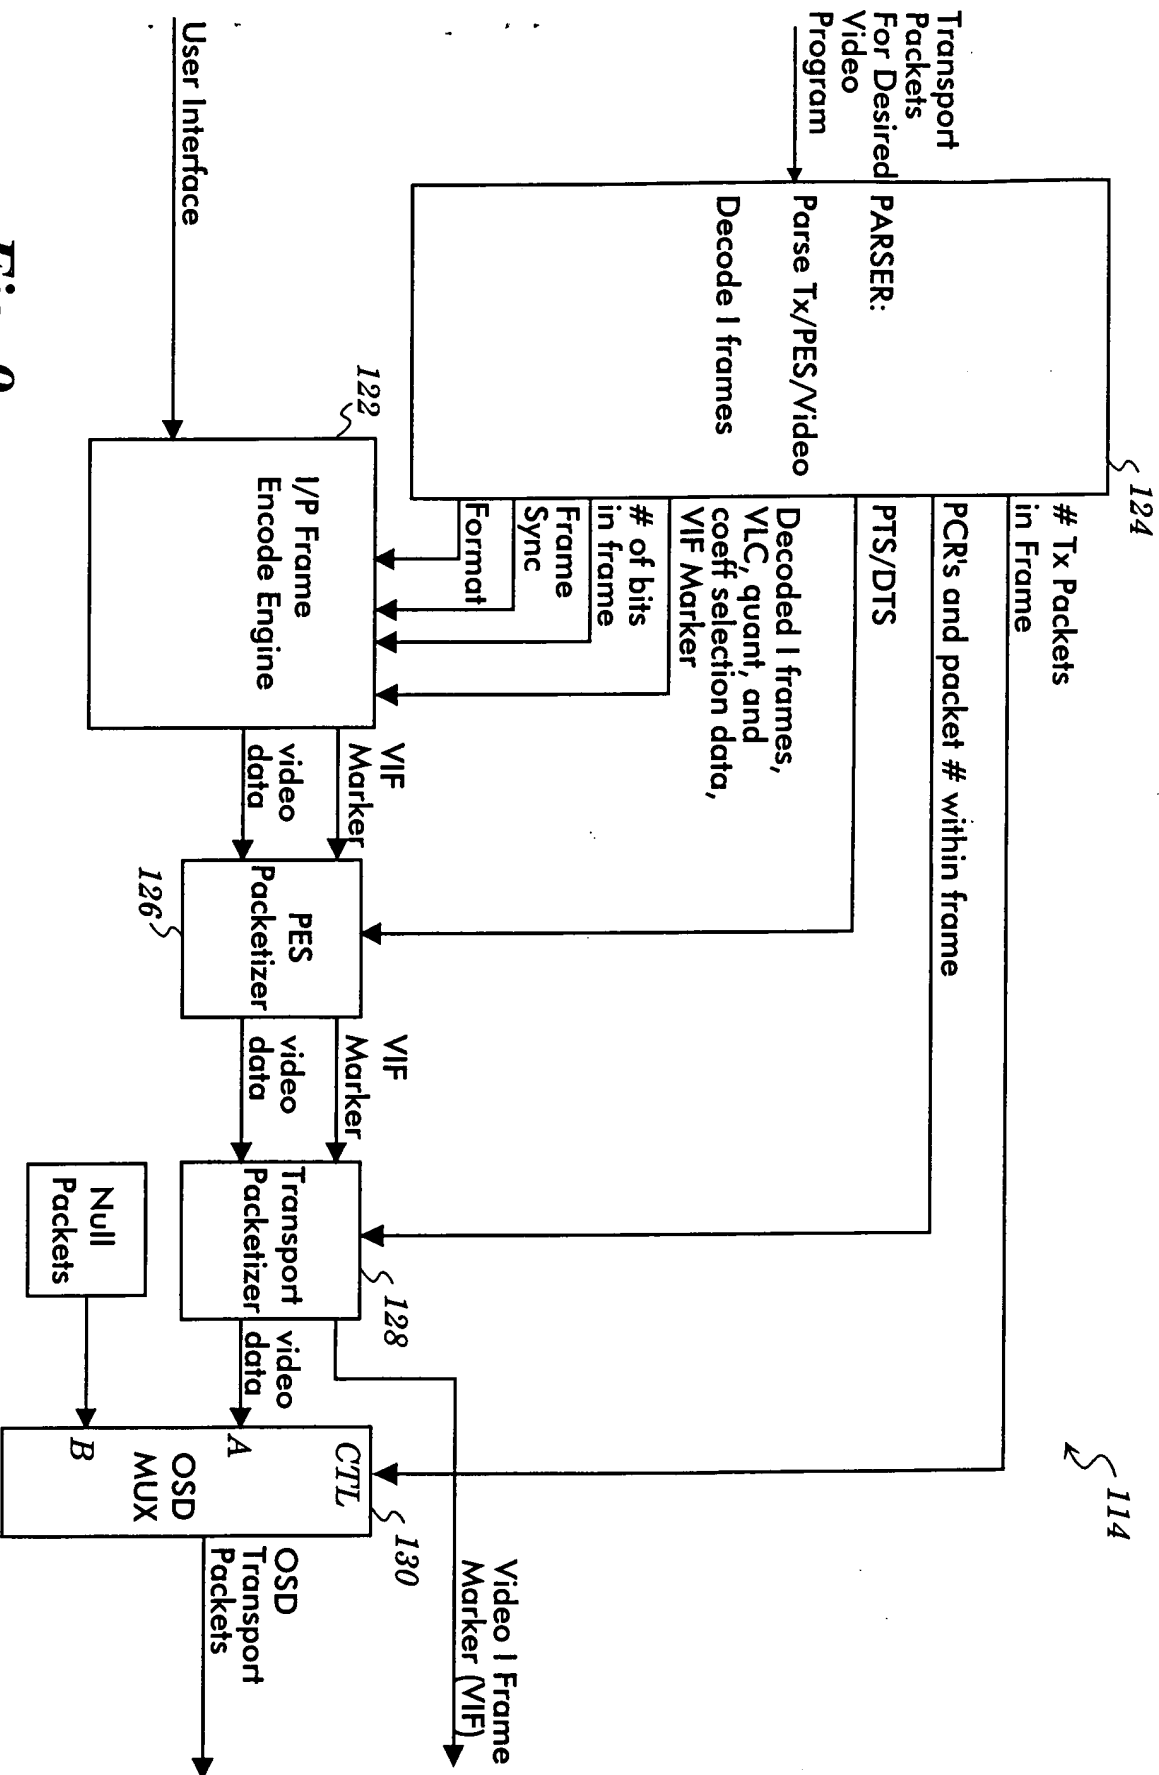 114
124
Transport
Packets
For Desired
Video
Program
PARSER:
Parse Tx/PES/Video
Decode I frames
# Tx Packets
in Frame
PCR's and packet # within frame
PTS/DTS
Decoded I frames,
VLC, quant, and
coeff selection data,
VIF Marker
# of bits
in frame
Frame
Sync
Format
User Interface
122
I/P Frame
Encode Engine
VIF
Marker
video
data
PES
Packetizer
126
VIF
Marker
video
data
Transport
Packetizer
128
video
data
Null
Packets
Video I Frame
Marker (VIF)
CTL
A
B
OSD
MUX
130
OSD
Transport
Packets